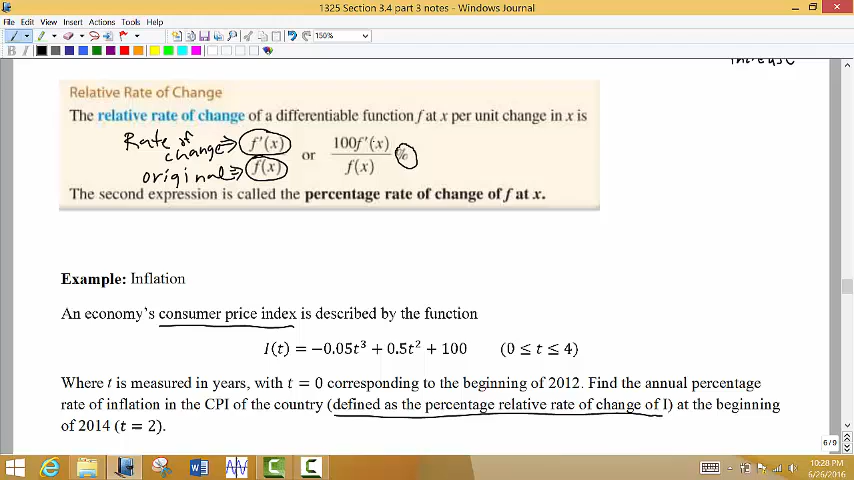 1325 Section 3.4 part 3 notes - Windows Journal
File Edit View Insert Actions Tools Help
150%
B I
increase
Relative Rate of Change
The relative rate of change of a differentiable function f at x per unit change in x is
Rate of change → f′(x) or 100f′(x) %
original → f(x) f(x)
The second expression is called the percentage rate of change of f at x.
Example: Inflation
An economy's consumer price index is described by the function
I(t) = −0.05t³ + 0.5t² + 100 (0 ≤ t ≤ 4)
Where t is measured in years, with t = 0 corresponding to the beginning of 2012. Find the annual percentage
rate of inflation in the CPI of the country (defined as the percentage relative rate of change of I) at the beginning
of 2014 (t = 2).
6/9
10:28 PM
6/26/2016